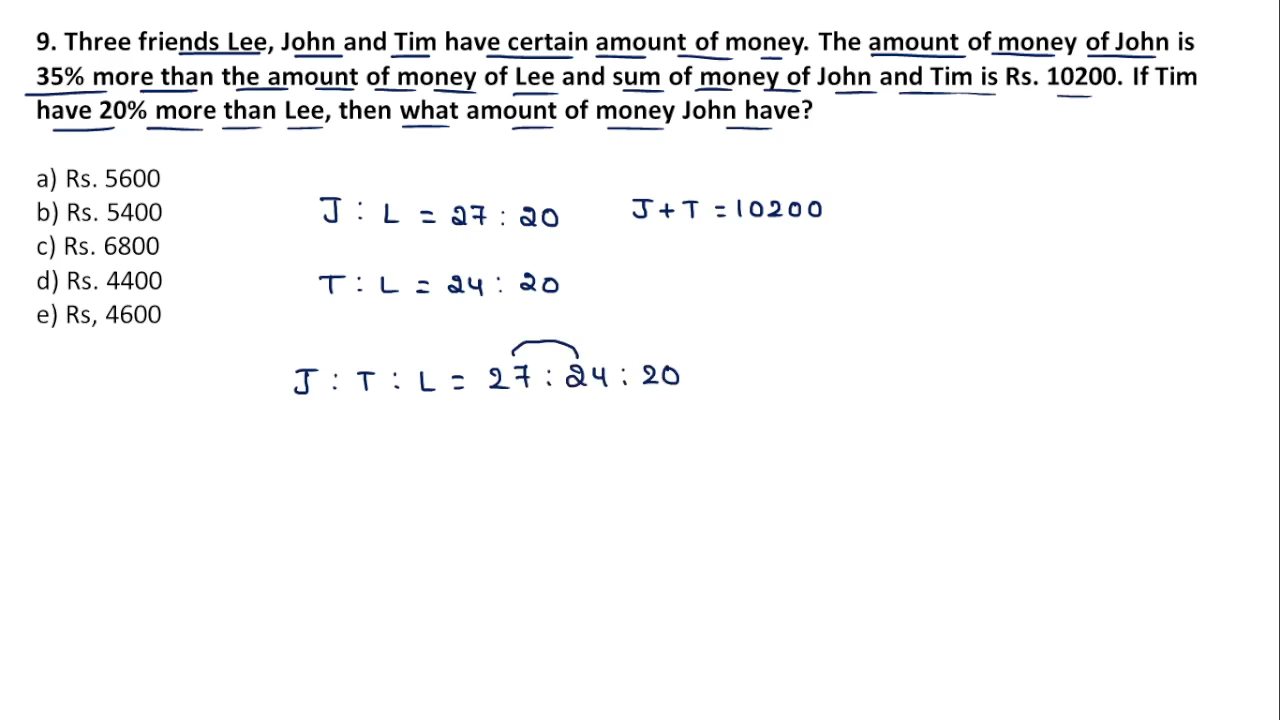 9. Three friends Lee, John and Tim have certain amount of money. The amount of money of John is
35% more than the amount of money of Lee and sum of money of John and Tim is Rs. 10200. If Tim
have 20% more than Lee, then what amount of money John have?
a) Rs. 5600
b) Rs. 5400
c) Rs. 6800
d) Rs. 4400
e) Rs, 4600
J : L = 27 : 20
J + T = 10200
T : L = 24 : 20
J : T : L = 27 : 24 : 20